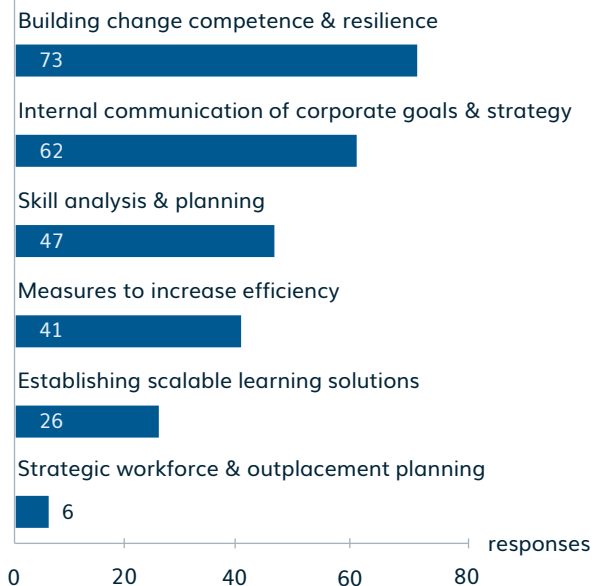 Building change competence & resilience
73
Internal communication of corporate goals & strategy
62
Skill analysis & planning
47
Measures to increase efficiency
41
Establishing scalable learning solutions
26
Strategic workforce & outplacement planning
6
responses
0 20 40 60 80